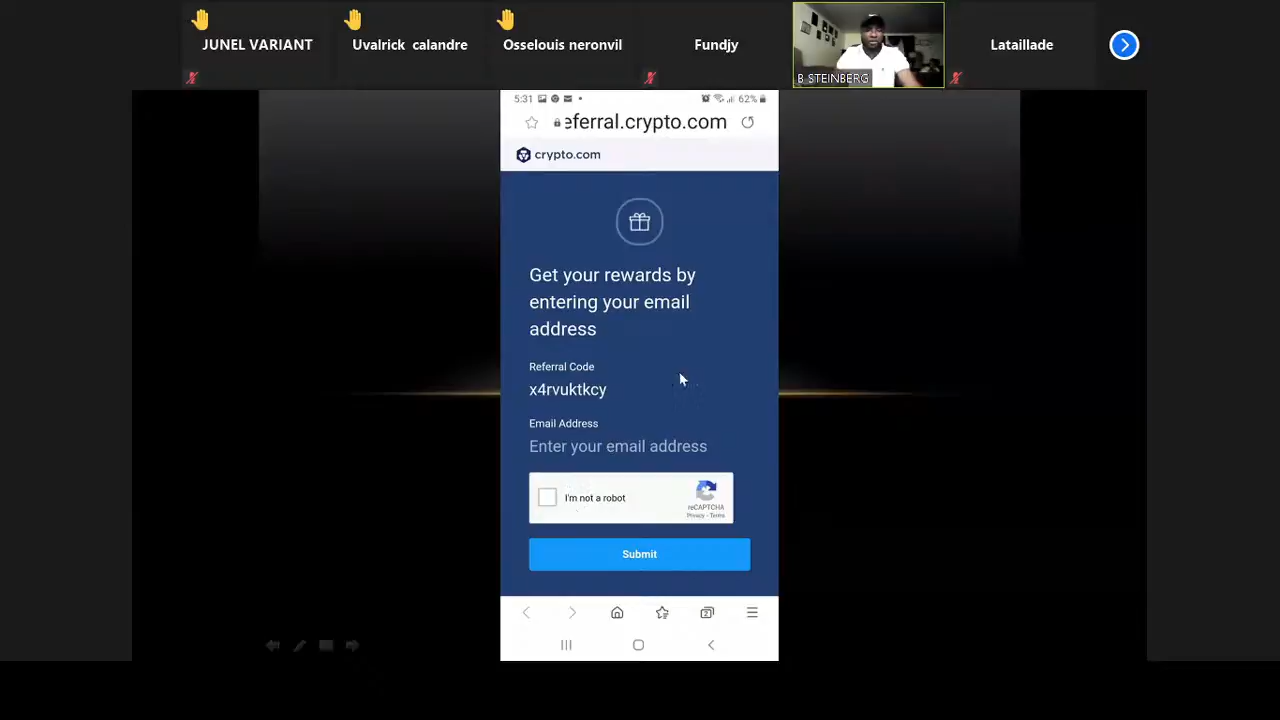 JUNEL VARIANT
Uvalrick calandre
Osselouis neronvil
Fundjy
B STEINBERG
Lataillade
5:31
62%
eferral.crypto.com
crypto.com
Get your rewards by
entering your email
address
Referral Code
x4rvuktkcy
Email Address
Enter your email address
I'm not a robot
reCAPTCHA
Privacy - Terms
Submit
2